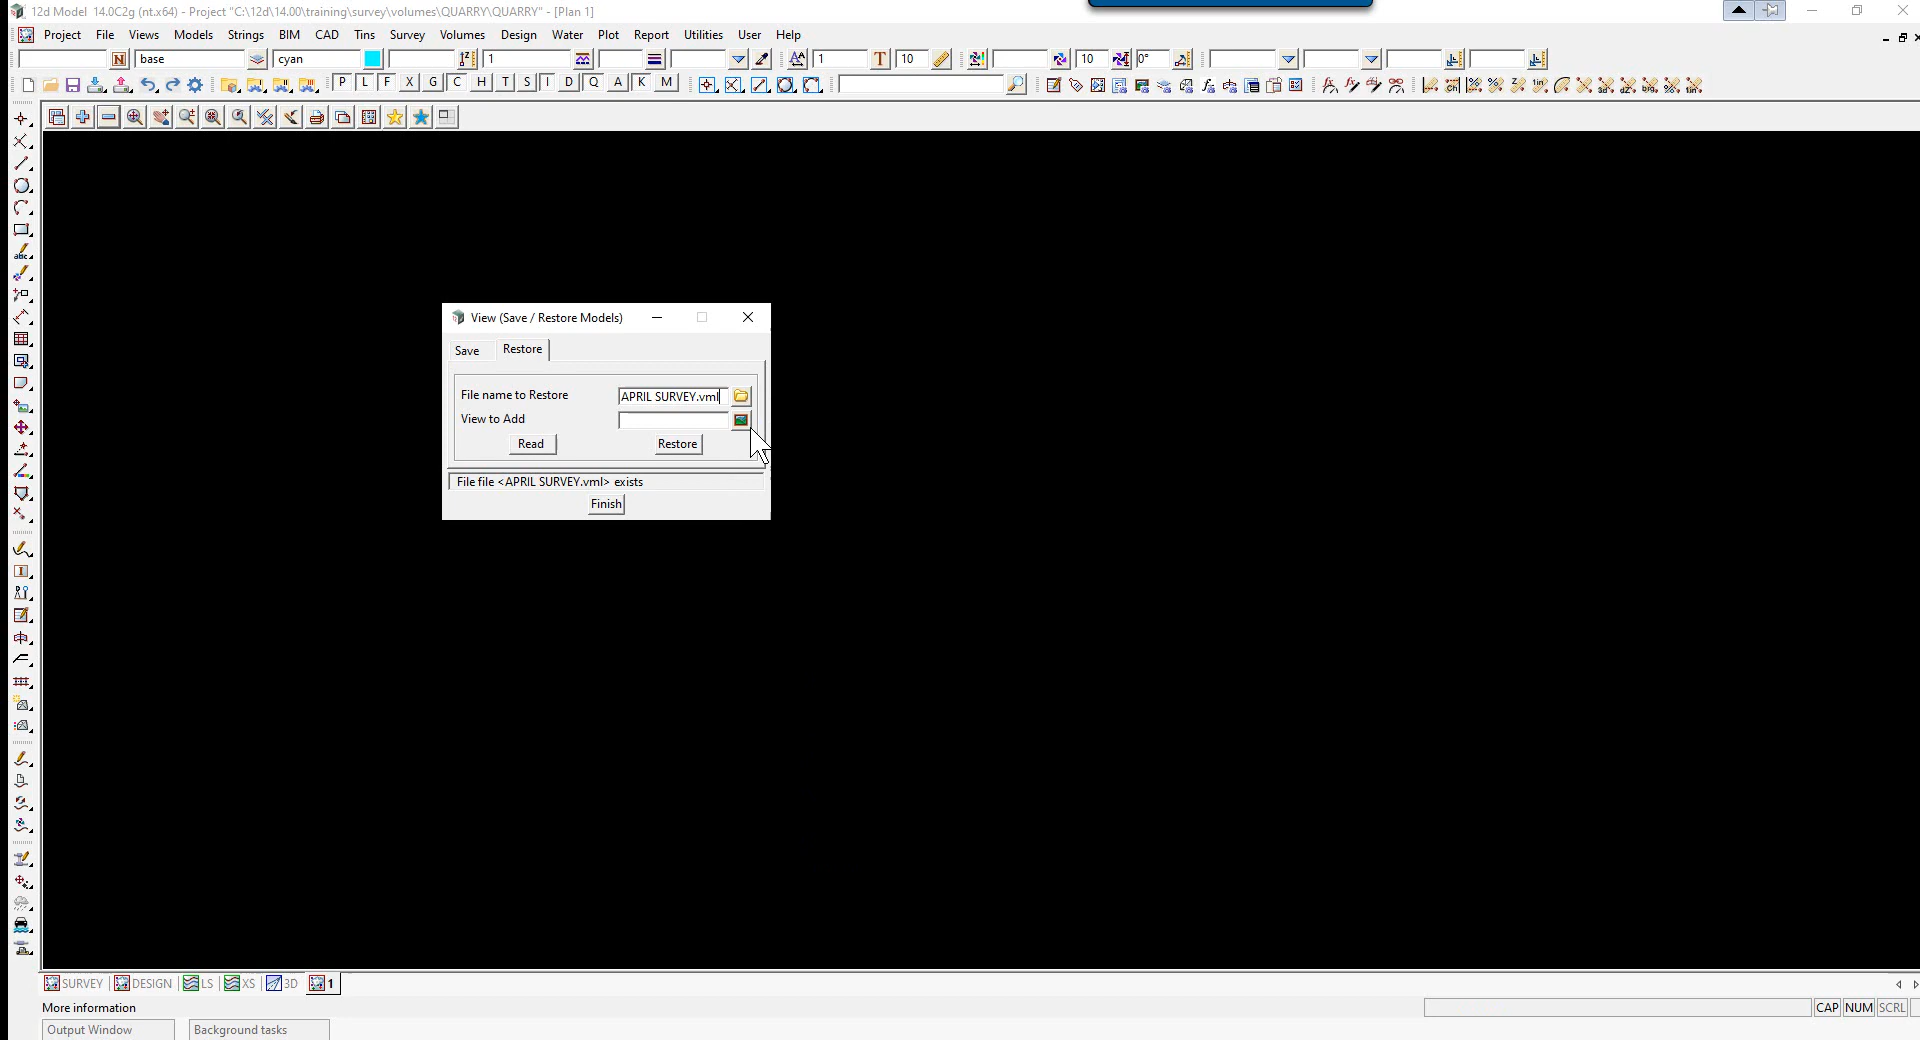 12d Model 14.0C2g (nt.x64) - Project "C:\12d\14.00\training\survey\volumes\QUARRY\QUARRY" - [Plan 1]
Project File Views Models Strings BIM CAD Tins Survey Volumes Design Water Plot Report Utilities User Help
N base cyan 1 1 T 10 10 0°
P L F X G C H T S I D Q A K M
View (Save / Restore Models)
Save Restore
File name to Restore APRIL SURVEY.vml
View to Add
Read Restore
File file <APRIL SURVEY.vml> exists
Finish
SURVEY DESIGN LS XS 3D 1
More information CAP NUM SCRL
Output Window Background tasks